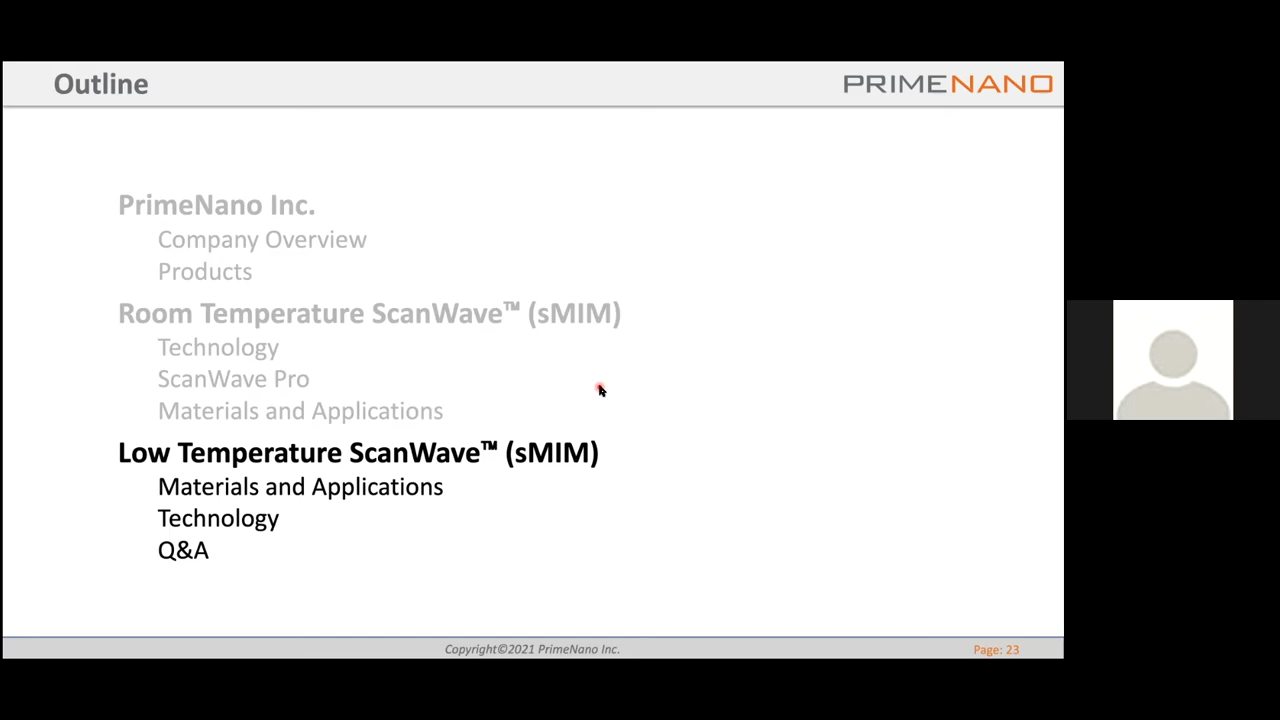 Outline
PRIMENANO
PrimeNano Inc.
Company Overview
Products
Room Temperature ScanWave™ (sMIM)
Technology
ScanWave Pro
Materials and Applications
Low Temperature ScanWave™ (sMIM)
Materials and Applications
Technology
Q&A
Copyright©2021 PrimeNano Inc.
Page: 23